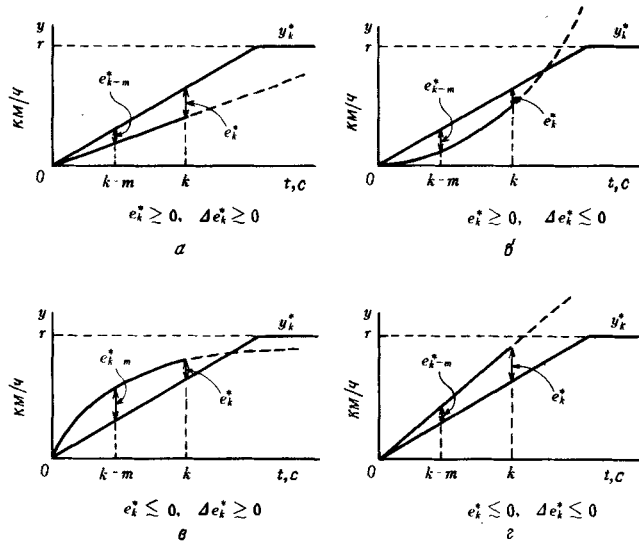 y y*k
r
км/ч
e*k-m
e*k
0 k-m k t,c
e*k ≳ 0, Δe*k ≳ 0
а
y y*k
r
км/ч
e*k-m
e*k
0 k-m k t,c
e*k ≳ 0, Δe*k ≲ 0
б
y y*k
r
км/ч
e*k-m
e*k
0 k-m k t,c
e*k ≲ 0, Δe*k ≳ 0
в
y y*k
r
км/ч
e*k-m
e*k
0 k-m k t,c
e*k ≲ 0, Δe*k ≲ 0
г